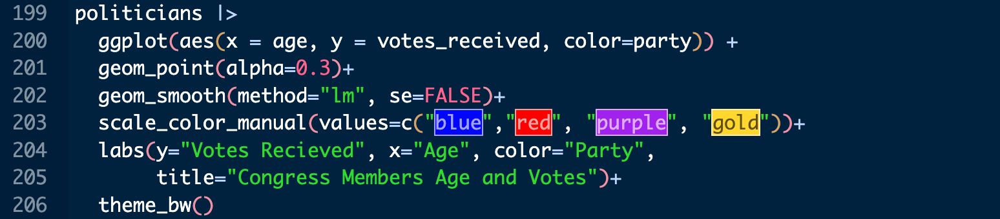 199 politicians |>
200 ggplot(aes(x = age, y = votes_received, color=party)) +
201 geom_point(alpha=0.3)+
202 geom_smooth(method="lm", se=FALSE)+
203 scale_color_manual(values=c("blue","red", "purple", "gold"))+
204 labs(y="Votes Recieved", x="Age", color="Party",
205 title="Congress Members Age and Votes")+
206 theme_bw()